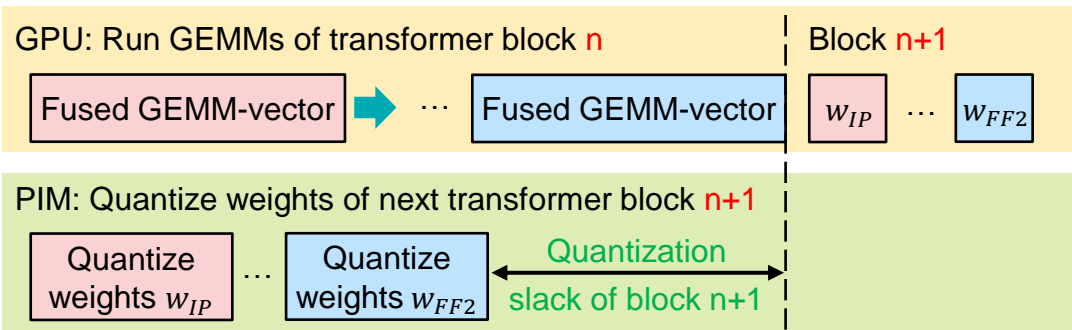 GPU: Run GEMMs of transformer block n
Block n+1
Fused GEMM-vector
...
Fused GEMM-vector
w_IP
...
w_FF2
PIM: Quantize weights of next transformer block n+1
Quantize
weights w_IP
...
Quantize
weights w_FF2
Quantization
slack of block n+1